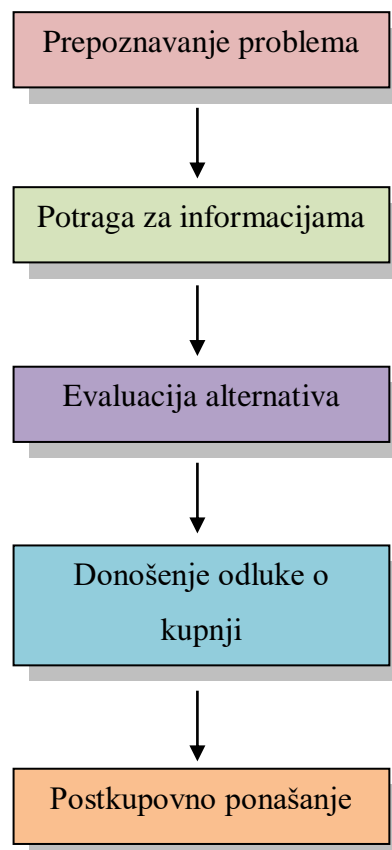 Prepoznavanje problema
Potraga za informacijama
Evaluacija alternativa
Donošenje odluke o
kupnji
Postkupovno ponašanje